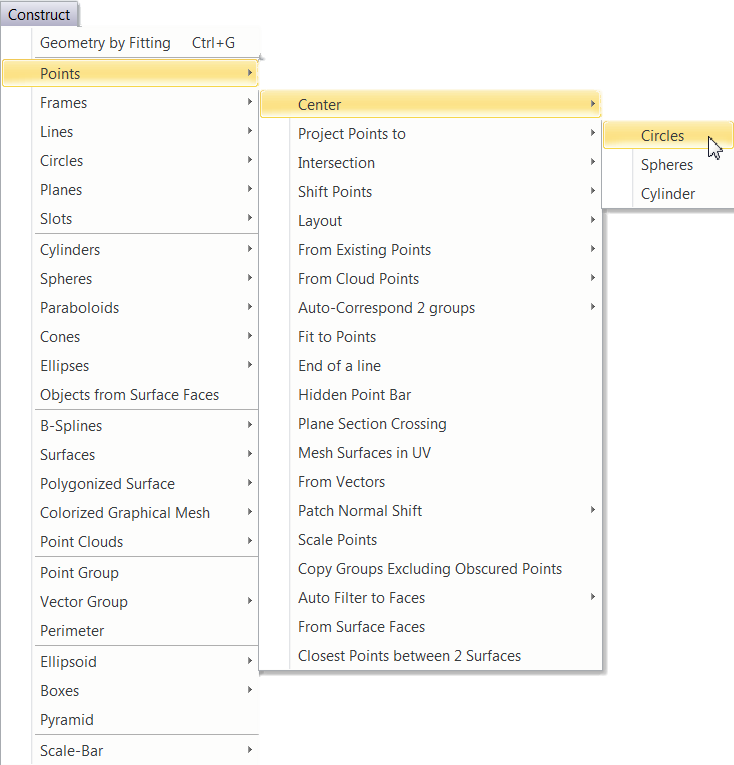 Construct
Geometry by Fitting Ctrl+G
Points
Frames
Lines
Circles
Planes
Slots
Cylinders
Spheres
Paraboloids
Cones
Ellipses
Objects from Surface Faces
B-Splines
Surfaces
Polygonized Surface
Colorized Graphical Mesh
Point Clouds
Point Group
Vector Group
Perimeter
Ellipsoid
Boxes
Pyramid
Scale-Bar
Center
Project Points to
Intersection
Shift Points
Layout
From Existing Points
From Cloud Points
Auto-Correspond 2 groups
Fit to Points
End of a line
Hidden Point Bar
Plane Section Crossing
Mesh Surfaces in UV
From Vectors
Patch Normal Shift
Scale Points
Copy Groups Excluding Obscured Points
Auto Filter to Faces
From Surface Faces
Closest Points between 2 Surfaces
Circles
Spheres
Cylinder